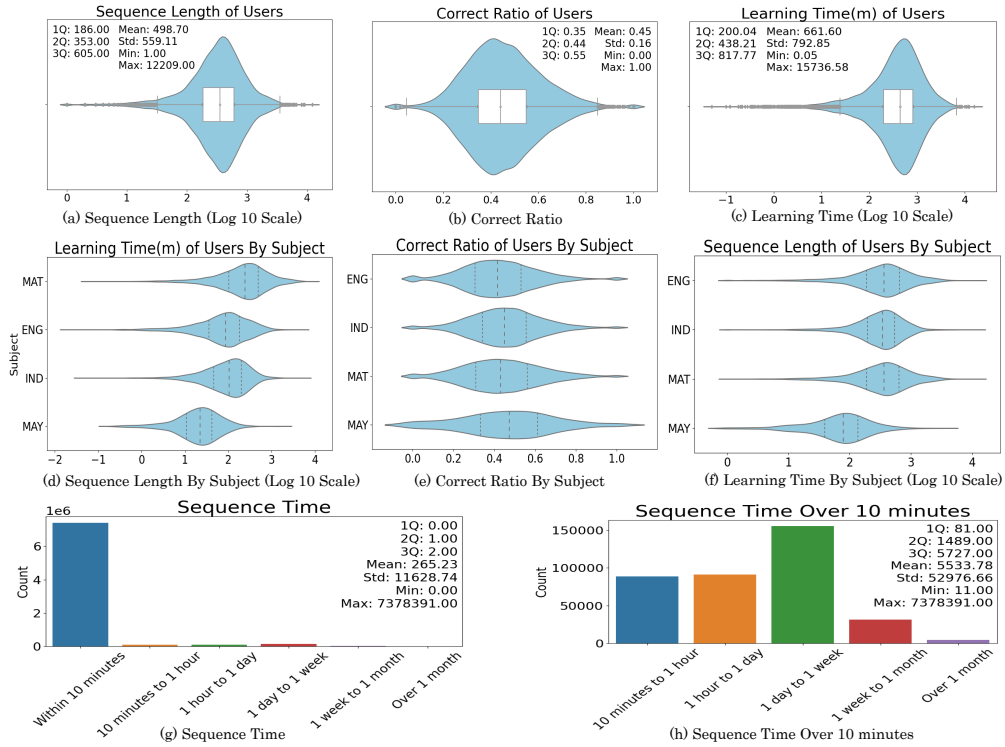 Sequence Length of Users
1Q: 186.00 Mean: 498.70
2Q: 353.00 Std: 559.11
3Q: 605.00 Min: 1.00
Max: 12209.00
0 1 2 3 4
(a) Sequence Length (Log 10 Scale)
Correct Ratio of Users
1Q: 0.35 Mean: 0.45
2Q: 0.44 Std: 0.16
3Q: 0.55 Min: 0.00
Max: 1.00
0.0 0.2 0.4 0.6 0.8 1.0
(b) Correct Ratio
Learning Time(m) of Users
1Q: 200.04 Mean: 661.60
2Q: 438.21 Std: 792.85
3Q: 817.77 Min: 0.05
Max: 15736.58
−1 0 1 2 3 4
(c) Learning Time (Log 10 Scale)
Learning Time(m) of Users By Subject
Subject
MAT
ENG
IND
MAY
−2 −1 0 1 2 3 4
(d) Sequence Length By Subject (Log 10 Scale)
Correct Ratio of Users By Subject
ENG
IND
MAT
MAY
0.0 0.2 0.4 0.6 0.8 1.0
(e) Correct Ratio By Subject
Sequence Length of Users By Subject
ENG
IND
MAT
MAY
0 1 2 3 4
(f) Learning Time By Subject (Log 10 Scale)
Sequence Time
1e6
Count
6
4
2
0
1Q: 0.00
2Q: 1.00
3Q: 2.00
Mean: 265.23
Std: 11628.74
Min: 0.00
Max: 7378391.00
Within 10 minutes
10 minutes to 1 hour
1 hour to 1 day
1 day to 1 week
1 week to 1 month
Over 1 month
(g) Sequence Time
Sequence Time Over 10 minutes
Count
150000
100000
50000
0
1Q: 81.00
2Q: 1489.00
3Q: 5727.00
Mean: 5533.78
Std: 52976.66
Min: 11.00
Max: 7378391.00
10 minutes to 1 hour
1 hour to 1 day
1 day to 1 week
1 week to 1 month
Over 1 month
(h) Sequence Time Over 10 minutes